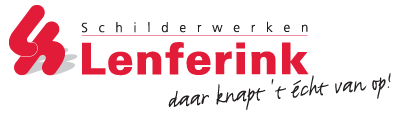 Schilderwerken
Lenferink
daar knapt 't écht van op!